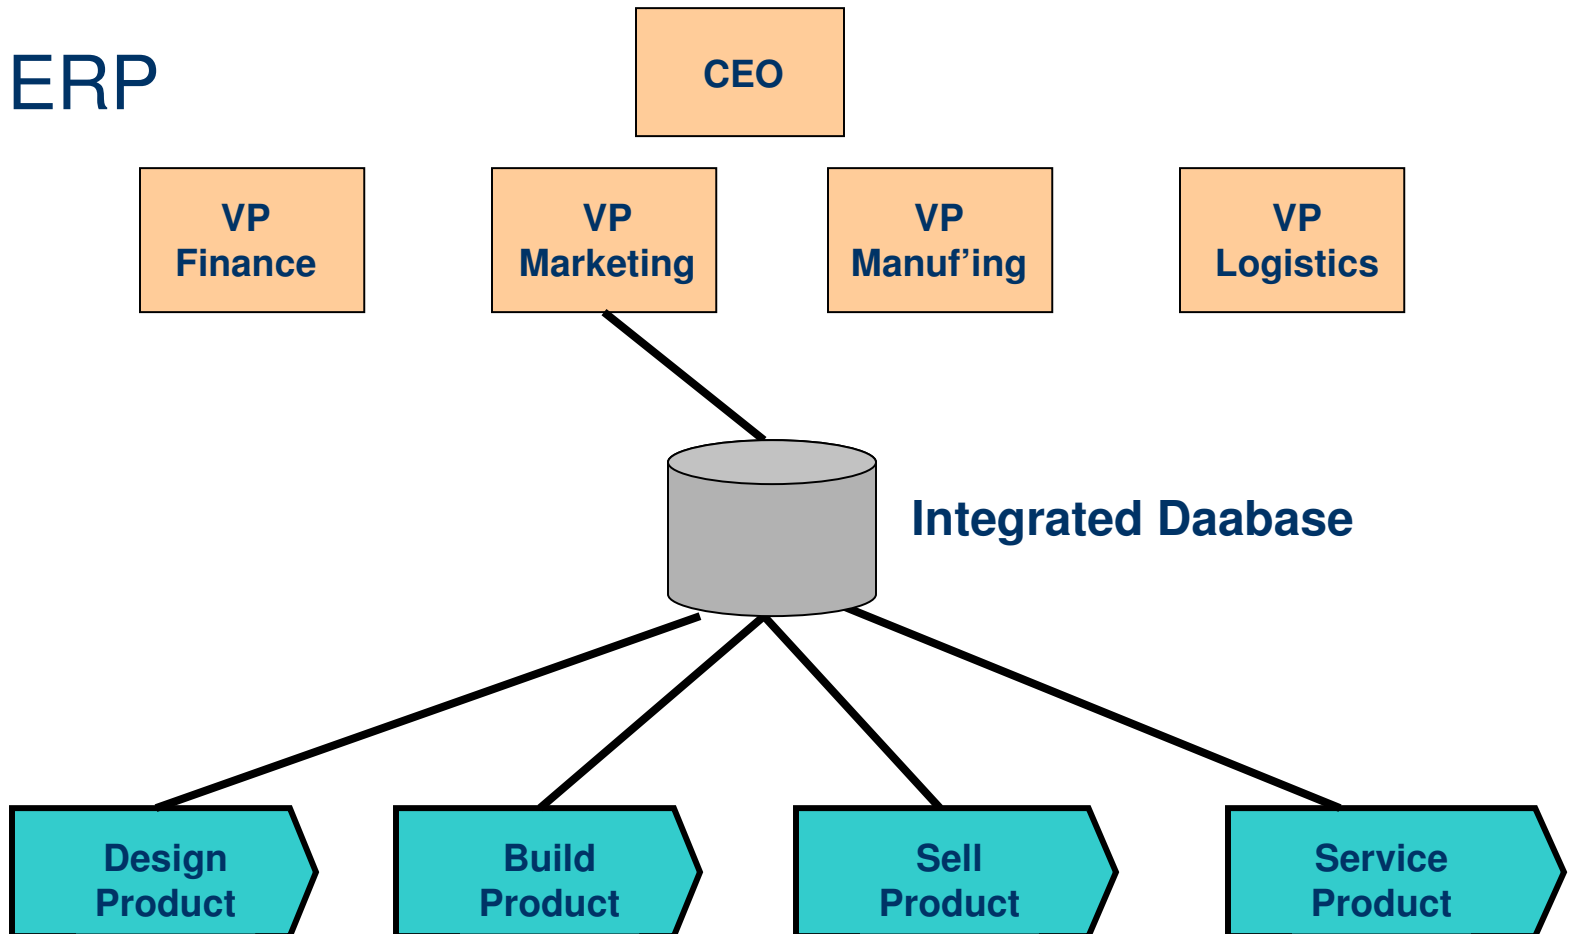 ERP
CEO
VP
Finance
VP
Marketing
VP
Manuf’ing
VP
Logistics
Integrated Daabase
Design
Product
Build
Product
Sell
Product
Service
Product